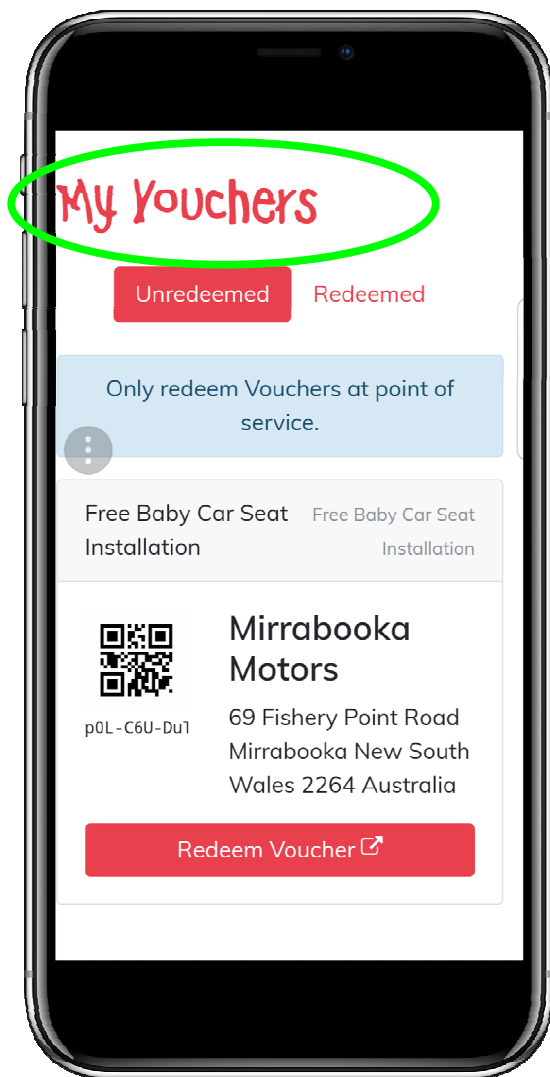 My Vouchers
Unredeemed Redeemed
Only redeem Vouchers at point of
service.
Free Baby Car Seat Free Baby Car Seat
Installation Installation
Mirrabooka
Motors
p0L-C6U-DuT
69 Fishery Point Road
Mirrabooka New South
Wales 2264 Australia
Redeem Voucher